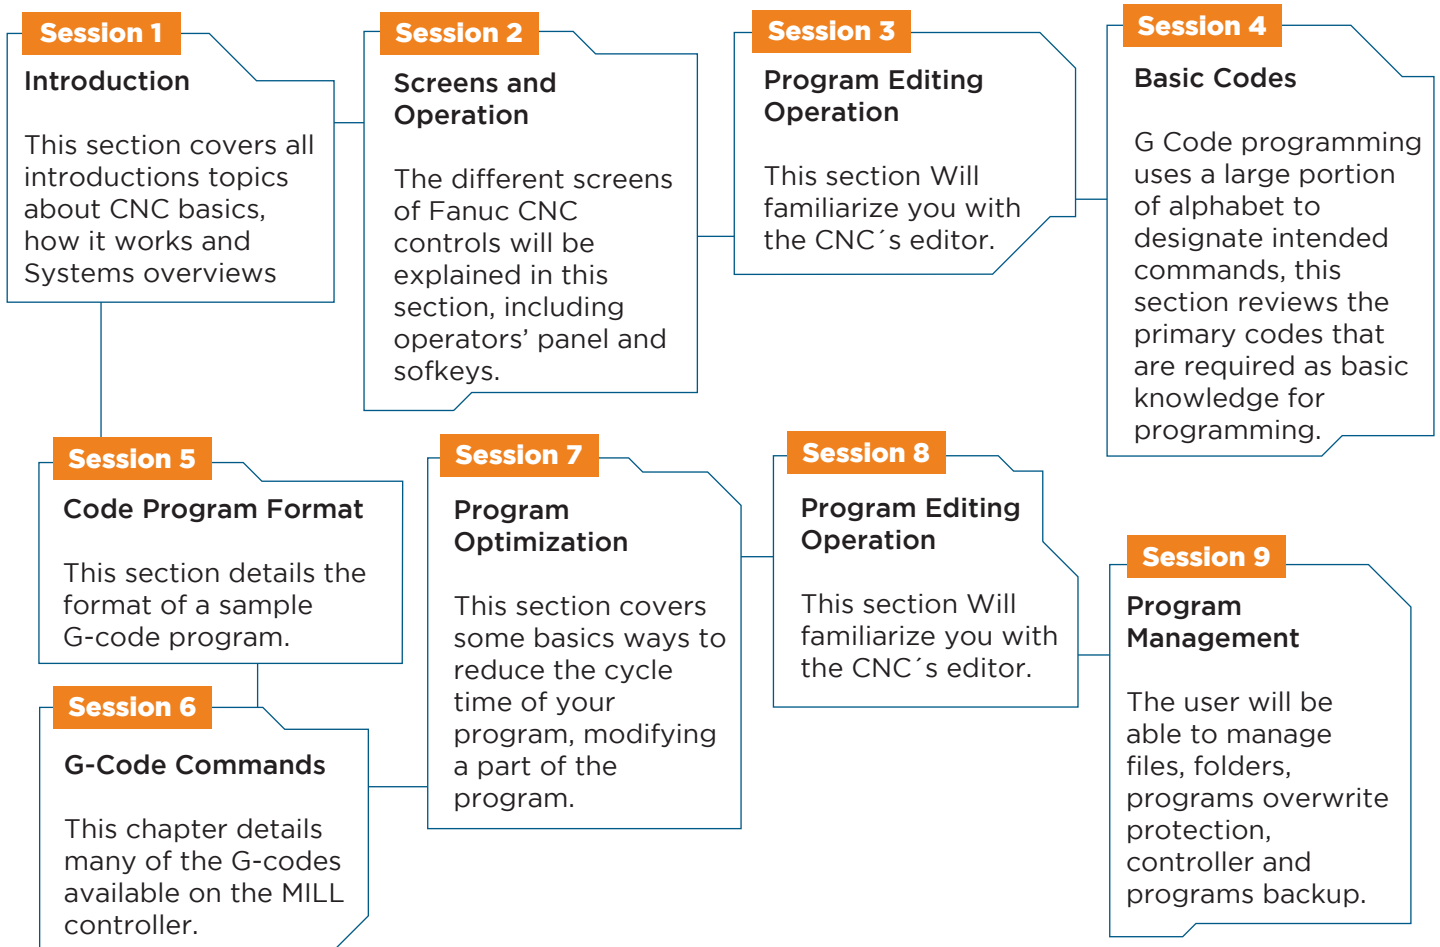 Session 1
Introduction
This section covers all
introductions topics
about CNC basics,
how it works and
Systems overviews
Session 2
Screens and
Operation
The different screens
of Fanuc CNC
controls will be
explained in this
section, including
operators’ panel and
sofkeys.
Session 3
Program Editing
Operation
This section Will
familiarize you with
the CNC´s editor.
Session 4
Basic Codes
G Code programming
uses a large portion
of alphabet to
designate intended
commands, this
section reviews the
primary codes that
are required as basic
knowledge for
programming.
Session 5
Code Program Format
This section details the
format of a sample
G-code program.
Session 6
G-Code Commands
This chapter details
many of the G-codes
available on the MILL
controller.
Session 7
Program
Optimization
This section covers
some basics ways to
reduce the cycle
time of your
program, modifying
a part of the
program.
Session 8
Program Editing
Operation
This section Will
familiarize you with
the CNC´s editor.
Session 9
Program
Management
The user will be
able to manage
files, folders,
programs overwrite
protection,
controller and
programs backup.